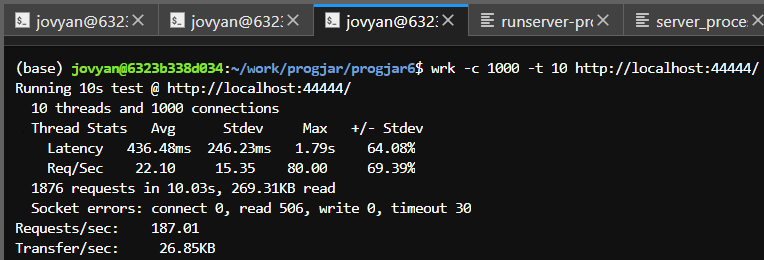 jovyan@6323 jovyan@6323 jovyan@6323 runserver-pro server_proces
(base) jovyan@6323b338d034:~/work/progjar/progjar6$ wrk -c 1000 -t 10 http://localhost:44444/
Running 10s test @ http://localhost:44444/
  10 threads and 1000 connections
  Thread Stats   Avg      Stdev     Max   +/- Stdev
    Latency   436.48ms  246.23ms   1.79s    64.08%
    Req/Sec    22.10     15.35    80.00     69.39%
  1876 requests in 10.03s, 269.31KB read
  Socket errors: connect 0, read 506, write 0, timeout 30
Requests/sec:    187.01
Transfer/sec:     26.85KB